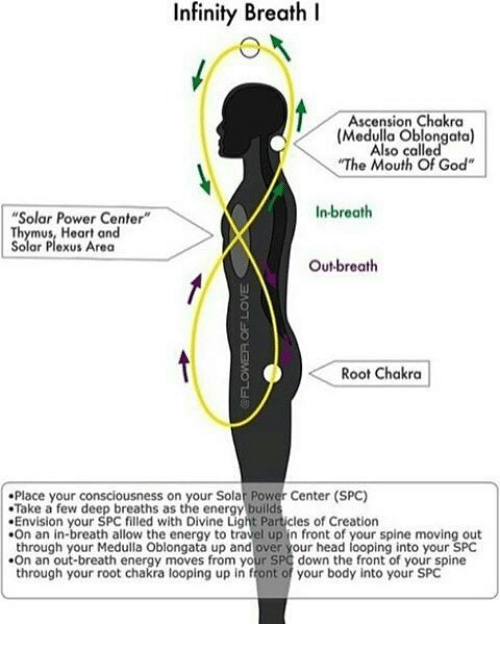 Infinity Breath I
Ascension Chakra
(Medulla Oblongata)
Also called
"The Mouth Of God"
"Solar Power Center"
Thymus, Heart and
Solar Plexus Area
In-breath
Out-breath
@FLOWER.OF.LOVE
Root Chakra
•Place your consciousness on your Solar Power Center (SPC)
•Take a few deep breaths as the energy builds
•Envision your SPC filled with Divine Light Particles of Creation
•On an in-breath allow the energy to travel up in front of your spine moving out
through your Medulla Oblongata up and over your head looping into your SPC
•On an out-breath energy moves from your SPC down the front of your spine
through your root chakra looping up in front of your body into your SPC